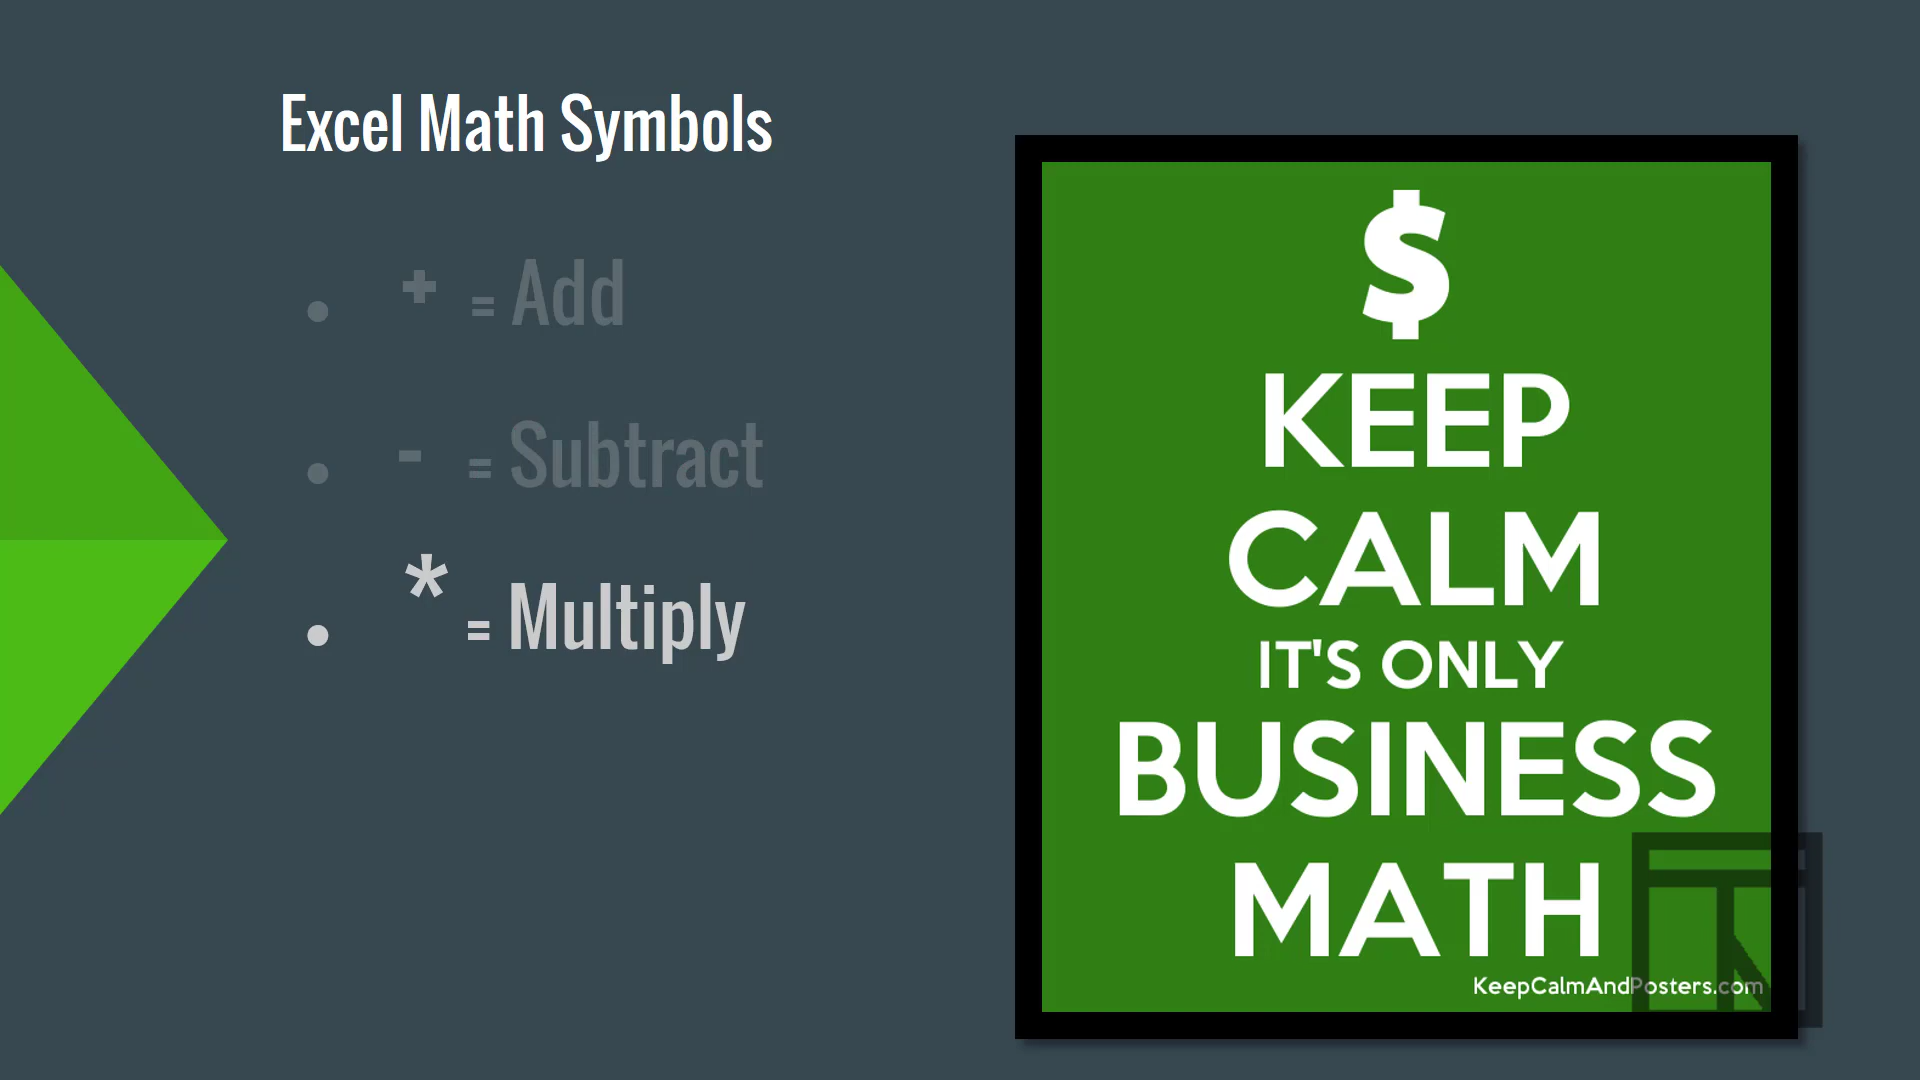 Excel Math Symbols
• + = Add
• - = Subtract
• * = Multiply
$
KEEP
CALM
IT'S ONLY
BUSINESS
MATH
KeepCalmAndPosters.com